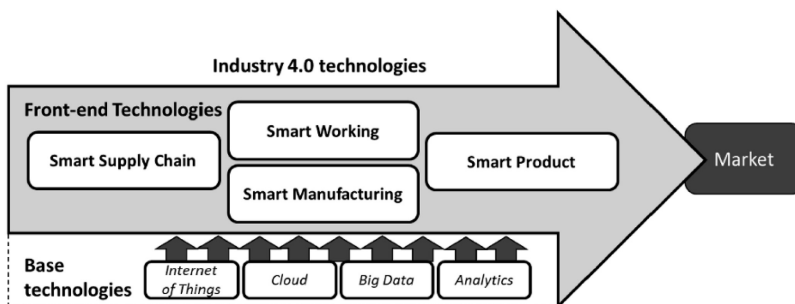 Industry 4.0 technologies
Front-end Technologies
Smart Supply Chain
Smart Working
Smart Manufacturing
Smart Product
Market
Base
technologies
Internet
of Things
Cloud
Big Data
Analytics